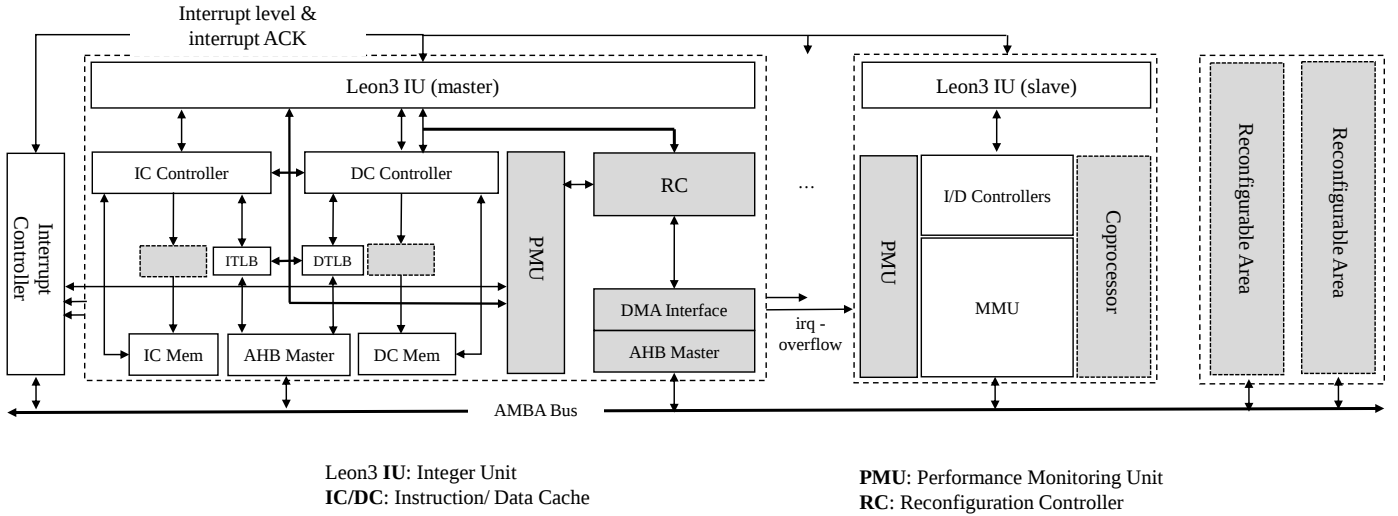 Interrupt level &
interrupt ACK
Leon3 IU (master)
Leon3 IU (slave)
Interrupt
Controller
IC Controller
DC Controller
PMU
RC
...
PMU
I/D Controllers
Coprocessor
Reconfigurable Area
Reconfigurable Area
ITLB
DTLB
DMA Interface
irq -
overflow
MMU
IC Mem
AHB Master
DC Mem
AHB Master
AMBA Bus
Leon3 IU: Integer Unit
IC/DC: Instruction/ Data Cache
PMU: Performance Monitoring Unit
RC: Reconfiguration Controller